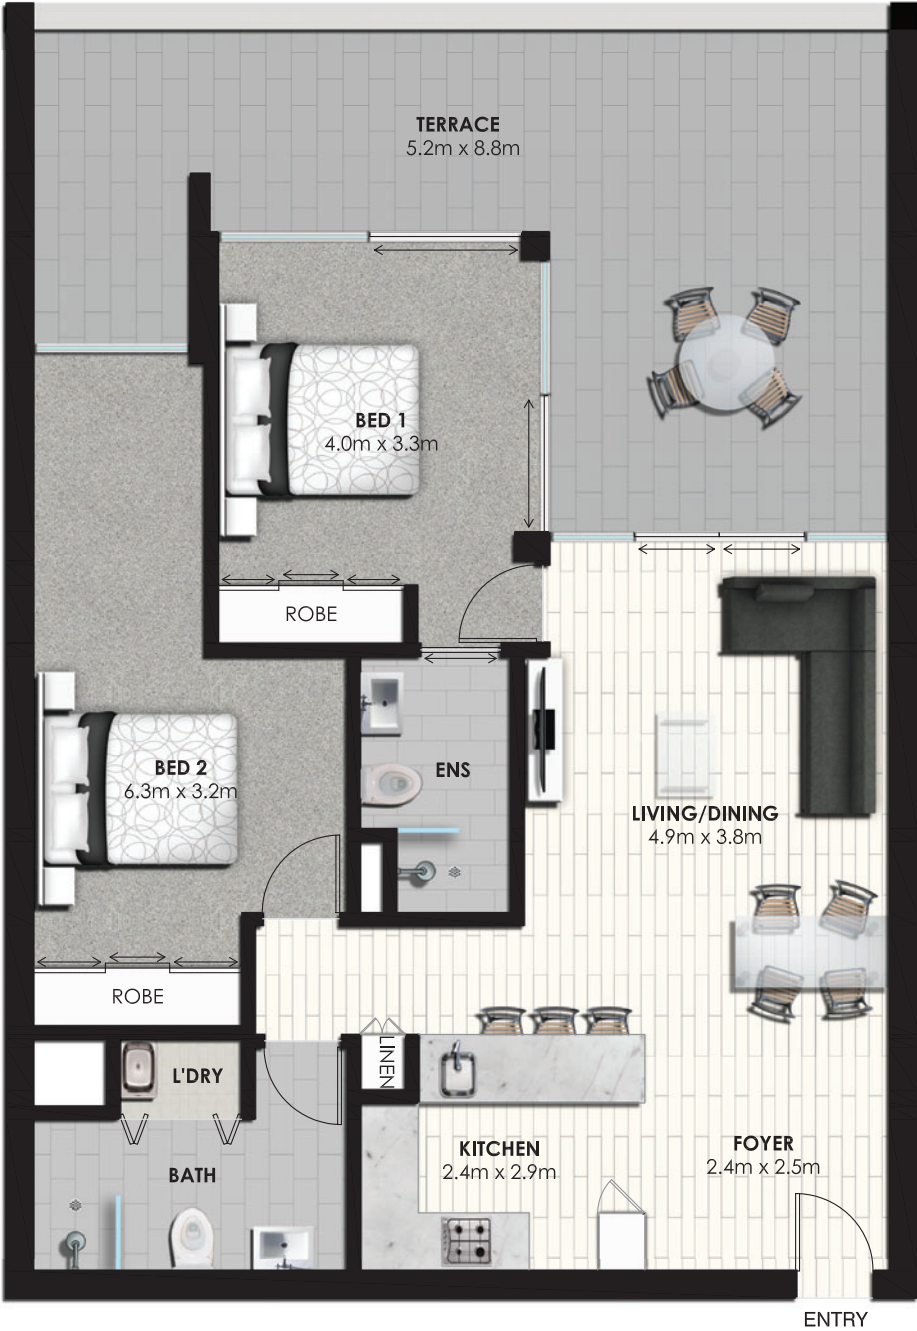 TERRACE
5.2m x 8.8m
BED 1
4.0m x 3.3m
ROBE
BED 2
6.3m x 3.2m
ENS
LIVING/DINING
4.9m x 3.8m
ROBE
LINEN
L'DRY
KITCHEN
2.4m x 2.9m
FOYER
2.4m x 2.5m
BATH
ENTRY